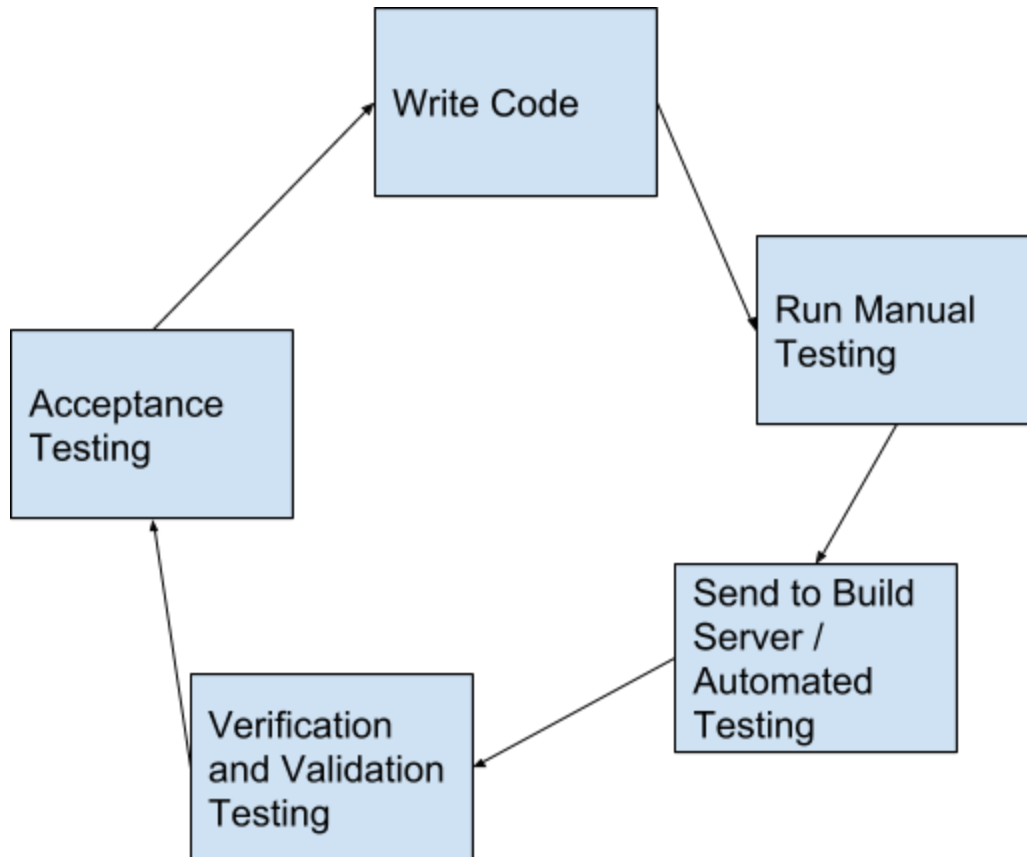 Write Code
Run Manual
Testing
Send to Build
Server /
Automated
Testing
Verification
and Validation
Testing
Acceptance
Testing